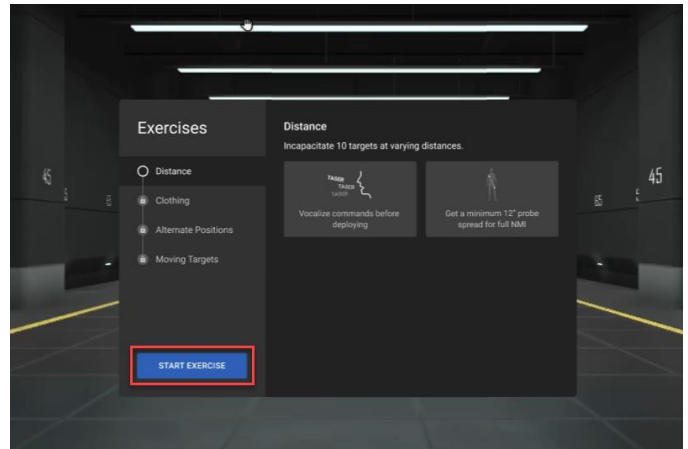 Exercises
Distance
Clothing
Alternate Positions
Moving Targets
START EXERCISE
Distance
Incapacitate 10 targets at varying distances.
TASER
TASER
TASER
Vocalize commands before
deploying
Get a minimum 12" probe
spread for full NMI
45
45